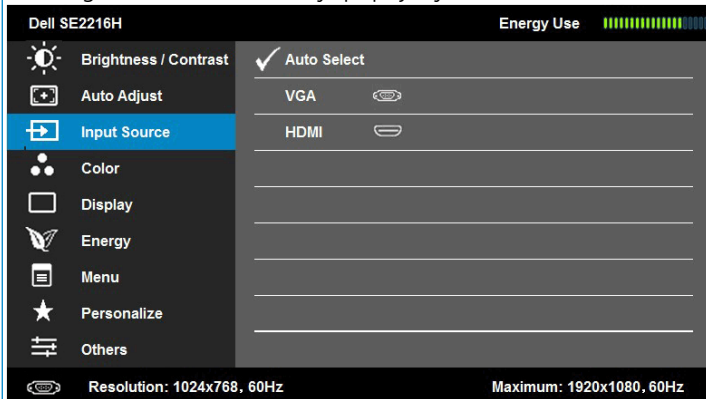 Dell SE2216H Energy Use
Brightness / Contrast Auto Select
Auto Adjust VGA
Input Source HDMI
Color
Display
Energy
Menu
Personalize
Others
Resolution: 1024x768, 60Hz Maximum: 1920x1080, 60Hz